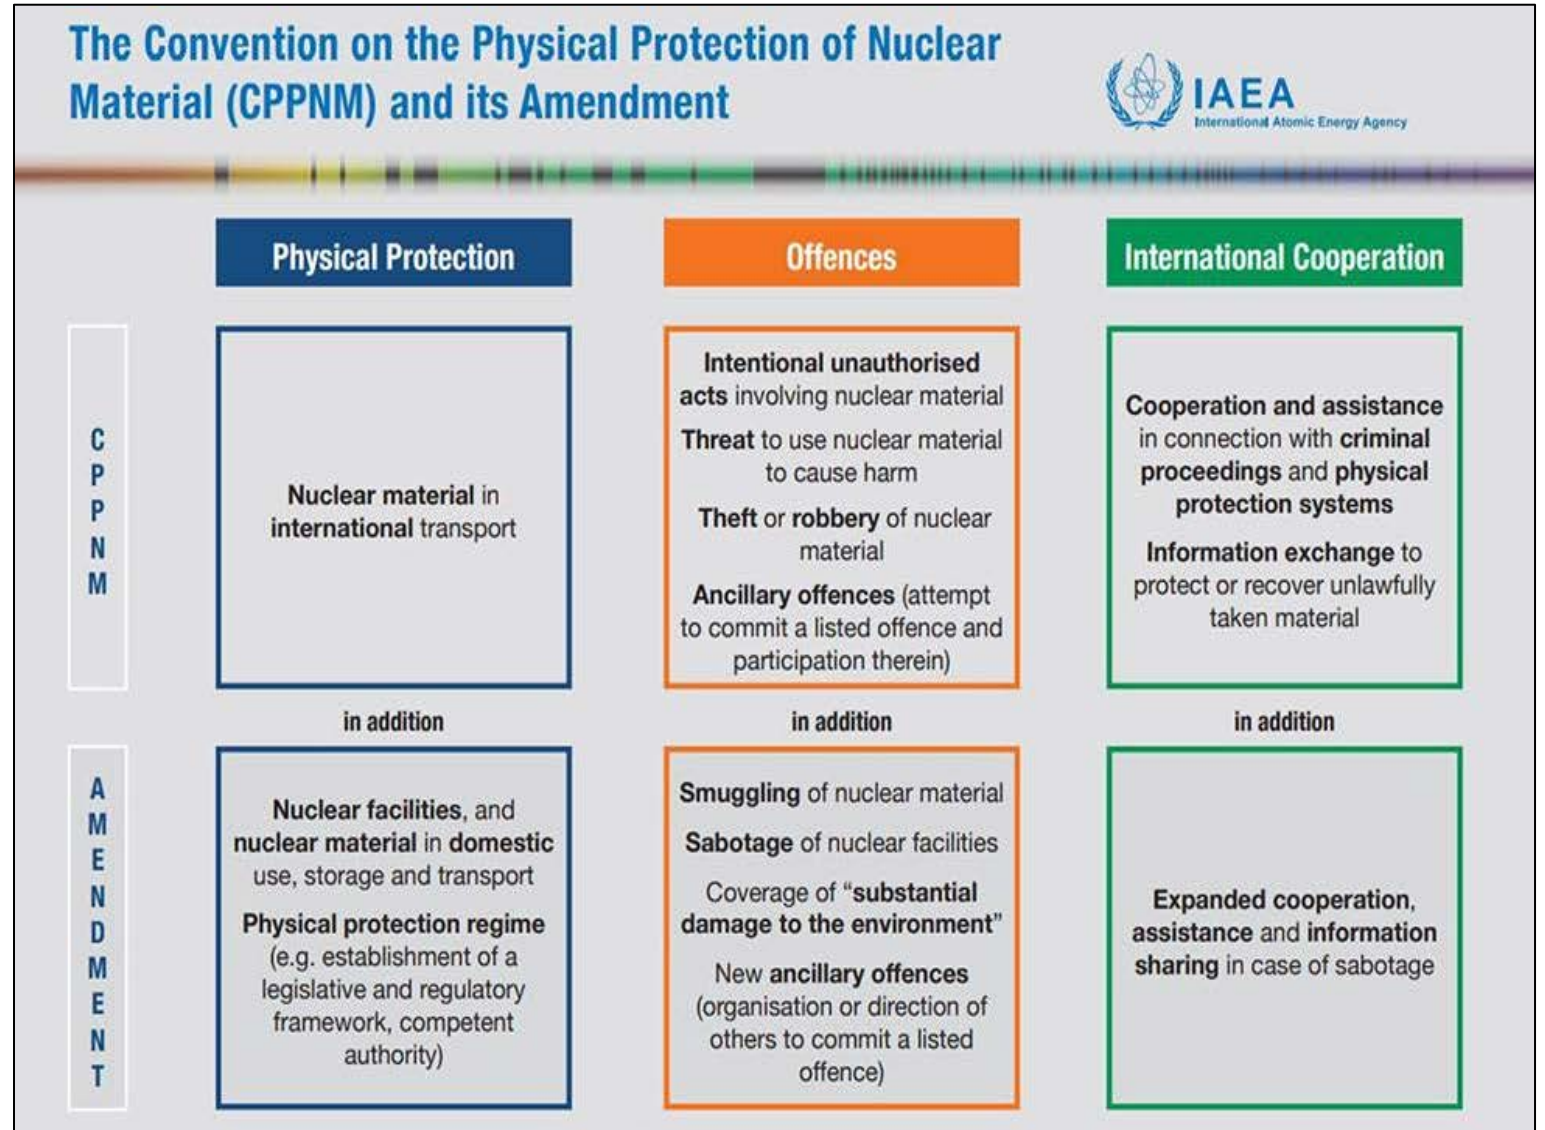 The Convention on the Physical Protection of Nuclear
Material (CPPNM) and its Amendment
IAEA
International Atomic Energy Agency
Physical Protection
Offences
International Cooperation
CPPNM
Nuclear material in
international transport
Intentional unauthorised
acts involving nuclear material
Threat to use nuclear material
to cause harm
Theft or robbery of nuclear
material
Ancillary offences (attempt
to commit a listed offence and
participation therein)
Cooperation and assistance
in connection with criminal
proceedings and physical
protection systems
Information exchange to
protect or recover unlawfully
taken material
in addition
in addition
in addition
AMENDMENT
Nuclear facilities, and
nuclear material in domestic
use, storage and transport
Physical protection regime
(e.g. establishment of a
legislative and regulatory
framework, competent
authority)
Smuggling of nuclear material
Sabotage of nuclear facilities
Coverage of “substantial
damage to the environment”
New ancillary offences
(organisation or direction of
others to commit a listed
offence)
Expanded cooperation,
assistance and information
sharing in case of sabotage